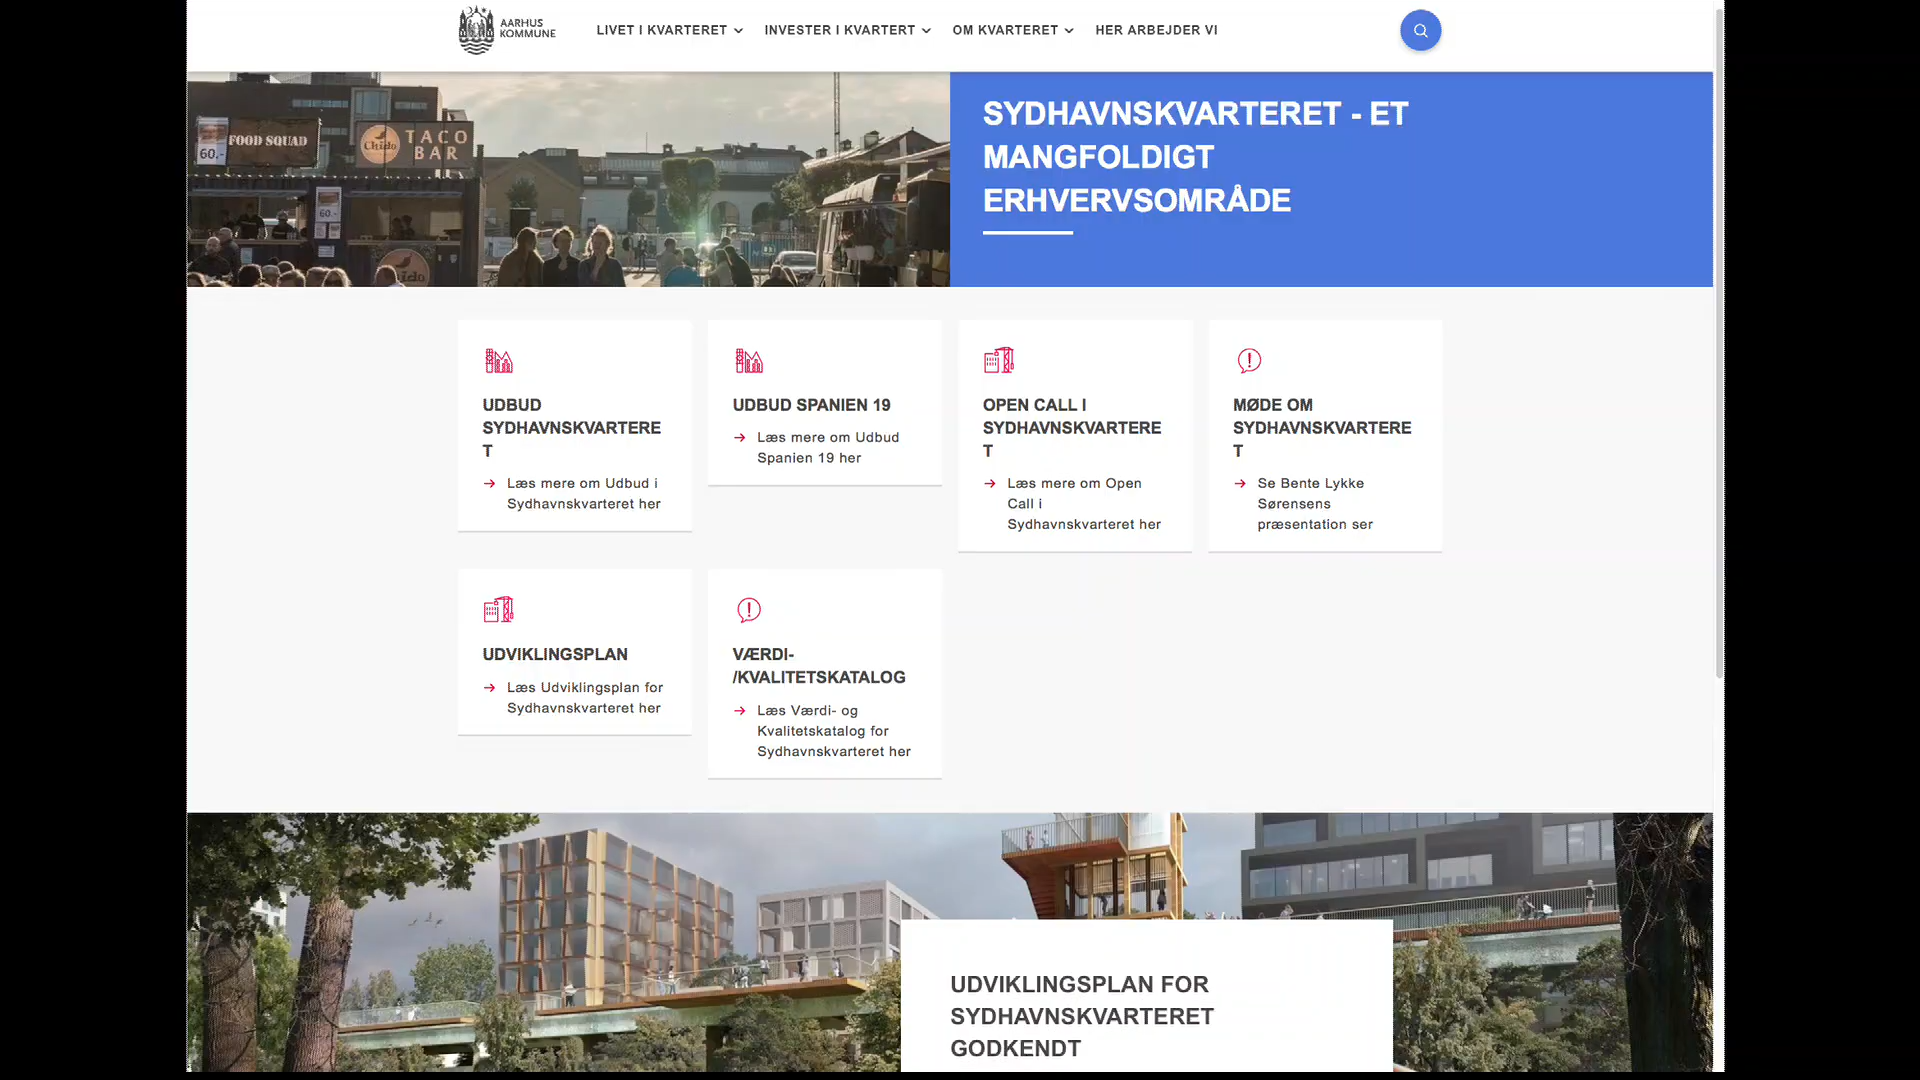 AARHUS
KOMMUNE
LIVET I KVARTERET
INVESTER I KVARTERT
OM KVARTERET
HER ARBEJDER VI
FOOD SQUAD
60.-
Chido
TACO
BAR
60.-
SYDHAVNSKVARTERET - ET
MANGFOLDIGT
ERHVERVSOMRÅDE
UDBUD
SYDHAVNSKVARTERE
T
Læs mere om Udbud i
Sydhavnskvarteret her
UDBUD SPANIEN 19
Læs mere om Udbud
Spanien 19 her
OPEN CALL I
SYDHAVNSKVARTERE
T
Læs mere om Open
Call i
Sydhavnskvarteret her
MØDE OM
SYDHAVNSKVARTERE
T
Se Bente Lykke
Sørensens
præsentation ser
UDVIKLINGSPLAN
Læs Udviklingsplan for
Sydhavnskvarteret her
VÆRDI-
/KVALITETSKATALOG
Læs Værdi- og
Kvalitetskatalog for
Sydhavnskvarteret her
UDVIKLINGSPLAN FOR
SYDHAVNSKVARTERET
GODKENDT